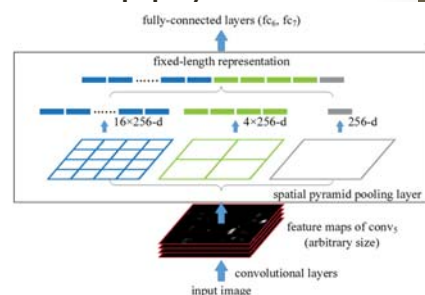 fully-connected layers (fc₆, fc₇)
fixed-length representation
......
......
16×256-d
4×256-d
256-d
spatial pyramid pooling layer
feature maps of conv₅
(arbitrary size)
convolutional layers
input image